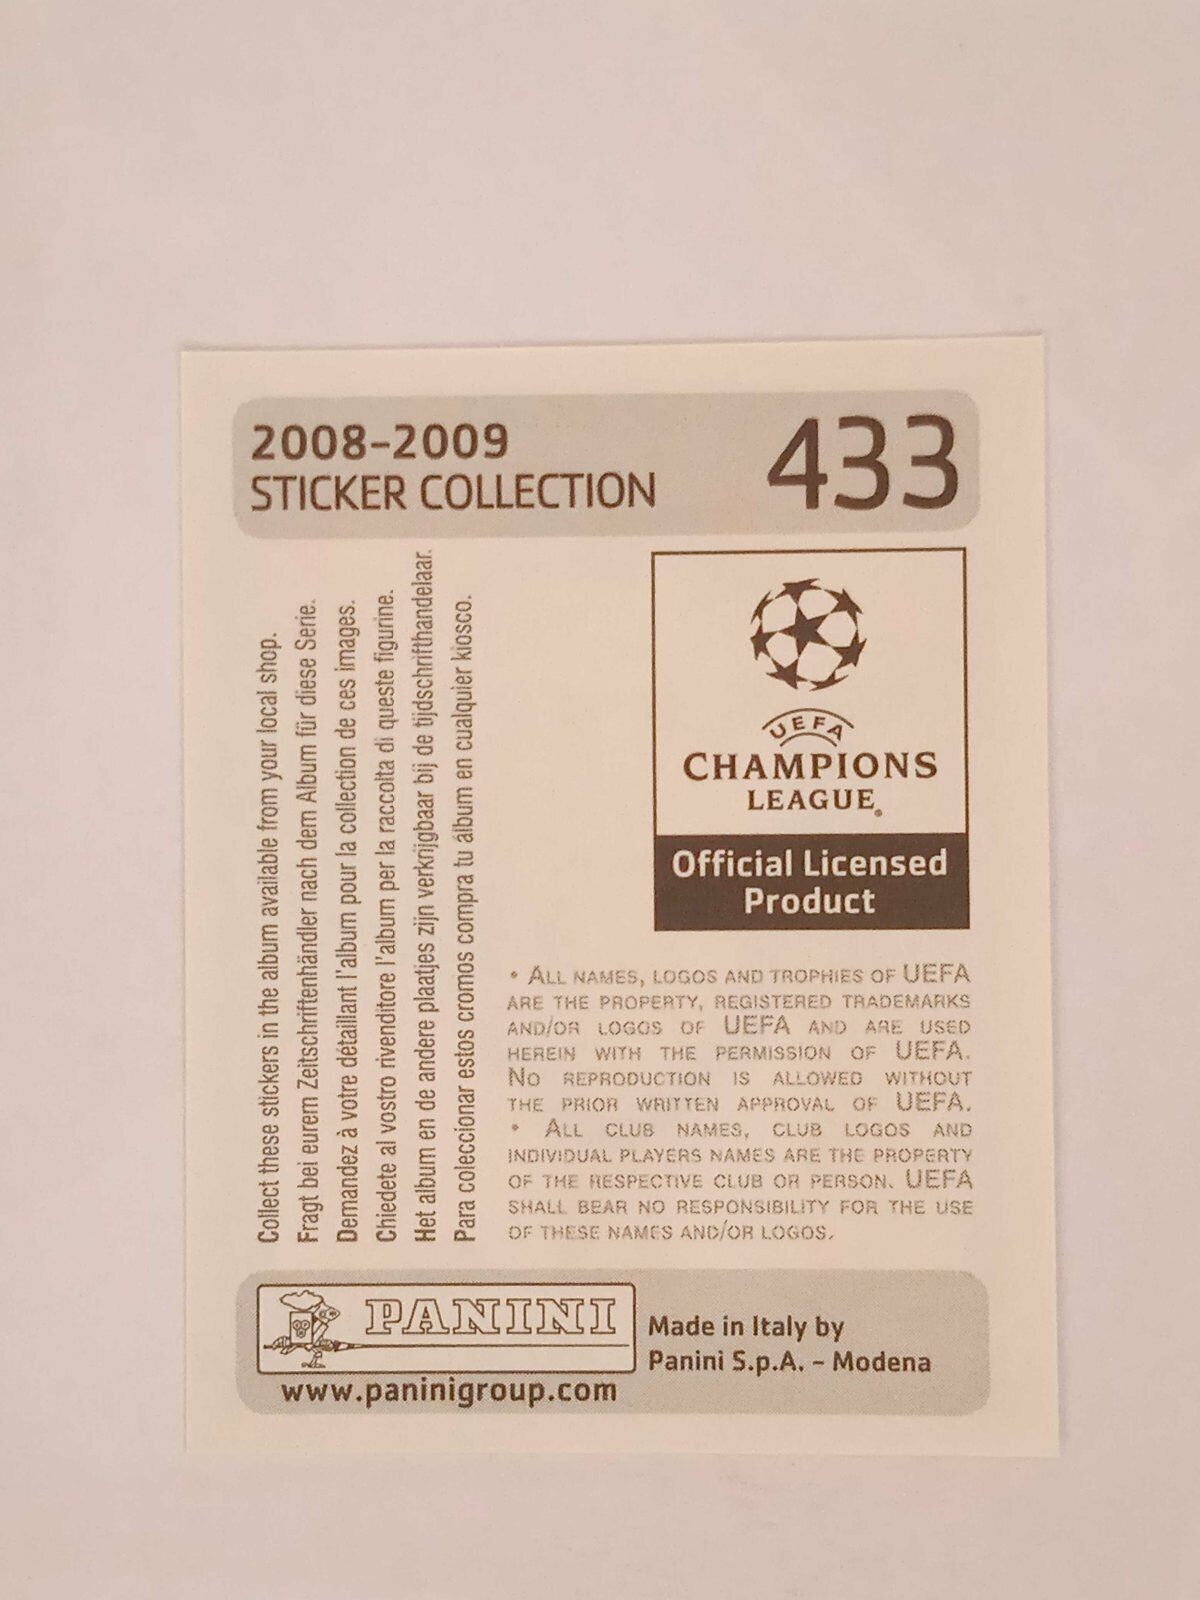 2008-2009
STICKER COLLECTION
433
Collect these stickers in the album available from your local shop.
Fragt bei eurem Zeitschriftenhändler nach dem Album für diese Serie.
Demandez à votre détaillant l'album pour la collection de ces images.
Chiedete al vostro rivenditore l'album per la raccolta di queste figurine.
Het album en de andere plaatjes zijn verkrijgbaar bij de tijdschrifthandelaar.
Para coleccionar estos cromos compra tu álbum en cualquier kiosco.
UEFA
CHAMPIONS
LEAGUE
Official Licensed
Product
• ALL NAMES, LOGOS AND TROPHIES OF UEFA
ARE THE PROPERTY, REGISTERED TRADEMARKS
AND/OR LOGOS OF UEFA AND ARE USED
HEREIN WITH THE PERMISSION OF UEFA.
NO REPRODUCTION IS ALLOWED WITHOUT
THE PRIOR WRITTEN APPROVAL OF UEFA.
• ALL CLUB NAMES, CLUB LOGOS AND
INDIVIDUAL PLAYERS NAMES ARE THE PROPERTY
OF THE RESPECTIVE CLUB OR PERSON. UEFA
SHALL BEAR NO RESPONSIBILITY FOR THE USE
OF THESE NAMES AND/OR LOGOS.
PANINI
www.paninigroup.com
Made in Italy by
Panini S.p.A. - Modena